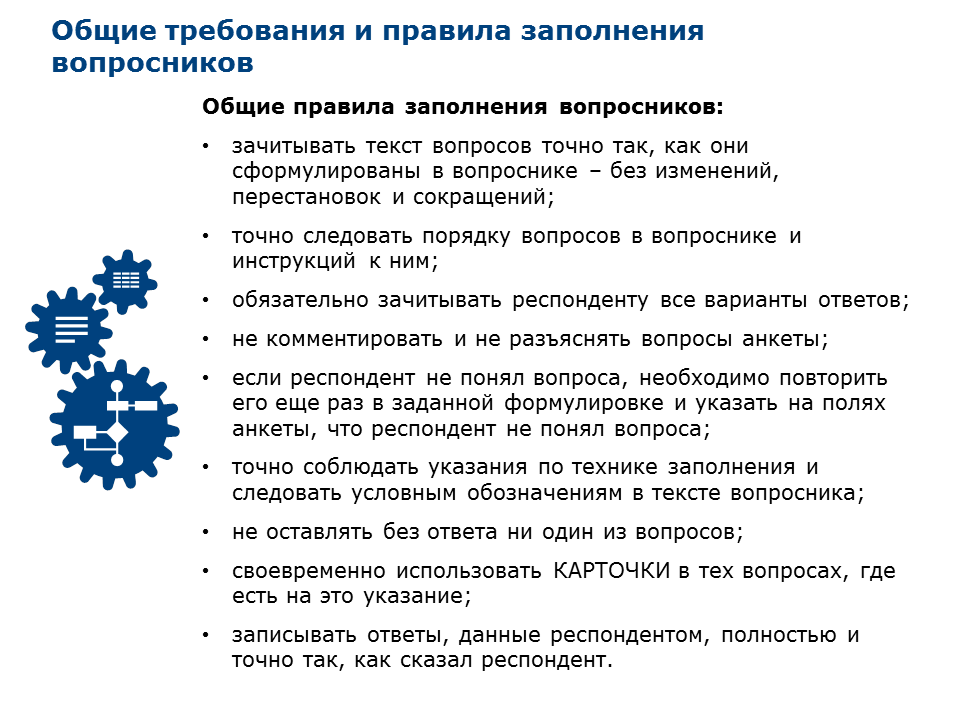 Общие требования и правила заполнения
вопросников
Общие правила заполнения вопросников:
• зачитывать текст вопросов точно так, как они
сформулированы в вопроснике – без изменений,
перестановок и сокращений;
• точно следовать порядку вопросов в вопроснике и
инструкций к ним;
• обязательно зачитывать респонденту все варианты ответов;
• не комментировать и не разъяснять вопросы анкеты;
• если респондент не понял вопроса, необходимо повторить
его еще раз в заданной формулировке и указать на полях
анкеты, что респондент не понял вопроса;
• точно соблюдать указания по технике заполнения и
следовать условным обозначениям в тексте вопросника;
• не оставлять без ответа ни один из вопросов;
• своевременно использовать КАРТОЧКИ в тех вопросах, где
есть на это указание;
• записывать ответы, данные респондентом, полностью и
точно так, как сказал респондент.